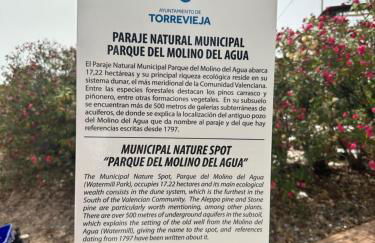 AYUNTAMIENTO DE
TORREVIEJA
PARAJE NATURAL MUNICIPAL
PARQUE DEL MOLINO DEL AGUA
El Paraje Natural Municipal Parque del Molino del Agua abarca
17,22 hectáreas y su principal riqueza ecológica reside en su
sistema dunar, el más meridional de la Comunidad Valenciana.
Entre las especies forestales destacan los pinos carrasco y
piñonero, entre otras formaciones vegetales. En su subsuelo
se encuentran más de 500 metros de galerías subterráneas de
acuíferos, de donde se explica la localización del antiguo pozo
del Molino del Agua que da nombre al paraje y del que hay
referencias escritas desde 1797.
MUNICIPAL NATURE SPOT
"PARQUE DEL MOLINO DEL AGUA"
The Municipal Nature Spot, Parque del Molino del Agua
(Watermill Park), occupies 17.22 hectares and its main ecological
wealth consists in the dune system, which is the furthest in
the South of the Valencian Community. The Aleppo pine and Stone
pine are particularly worth mentioning, among other plants.
There are over 500 metres of underground aquifers in the subsoil,
which explains the setting of the old well from the Molino del
Agua (Watermill), giving the name to the spot, and references
dating from 1797 have been written about it.